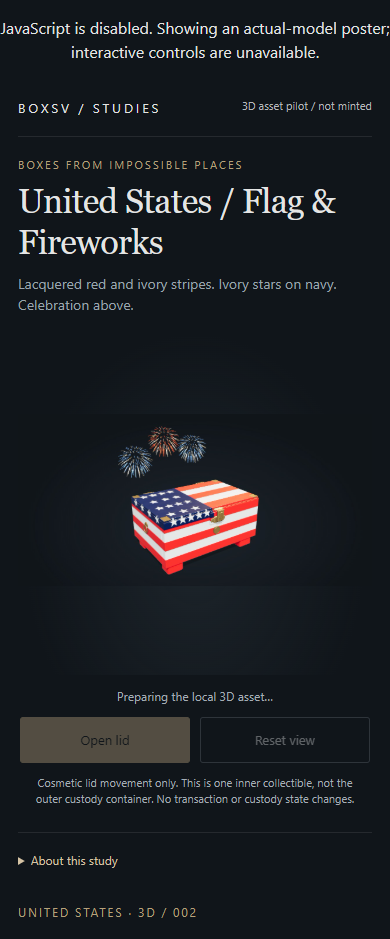 JavaScript is disabled. Showing an actual-model poster;
interactive controls are unavailable.
BOXSV / STUDIES
3D asset pilot / not minted
BOXES FROM IMPOSSIBLE PLACES
United States / Flag &
Fireworks
Lacquered red and ivory stripes. Ivory stars on navy.
Celebration above.
Preparing the local 3D asset...
Open lid
Reset view
Cosmetic lid movement only. This is one inner collectible, not the
outer custody container. No transaction or custody state changes.
About this study
UNITED STATES · 3D / 002